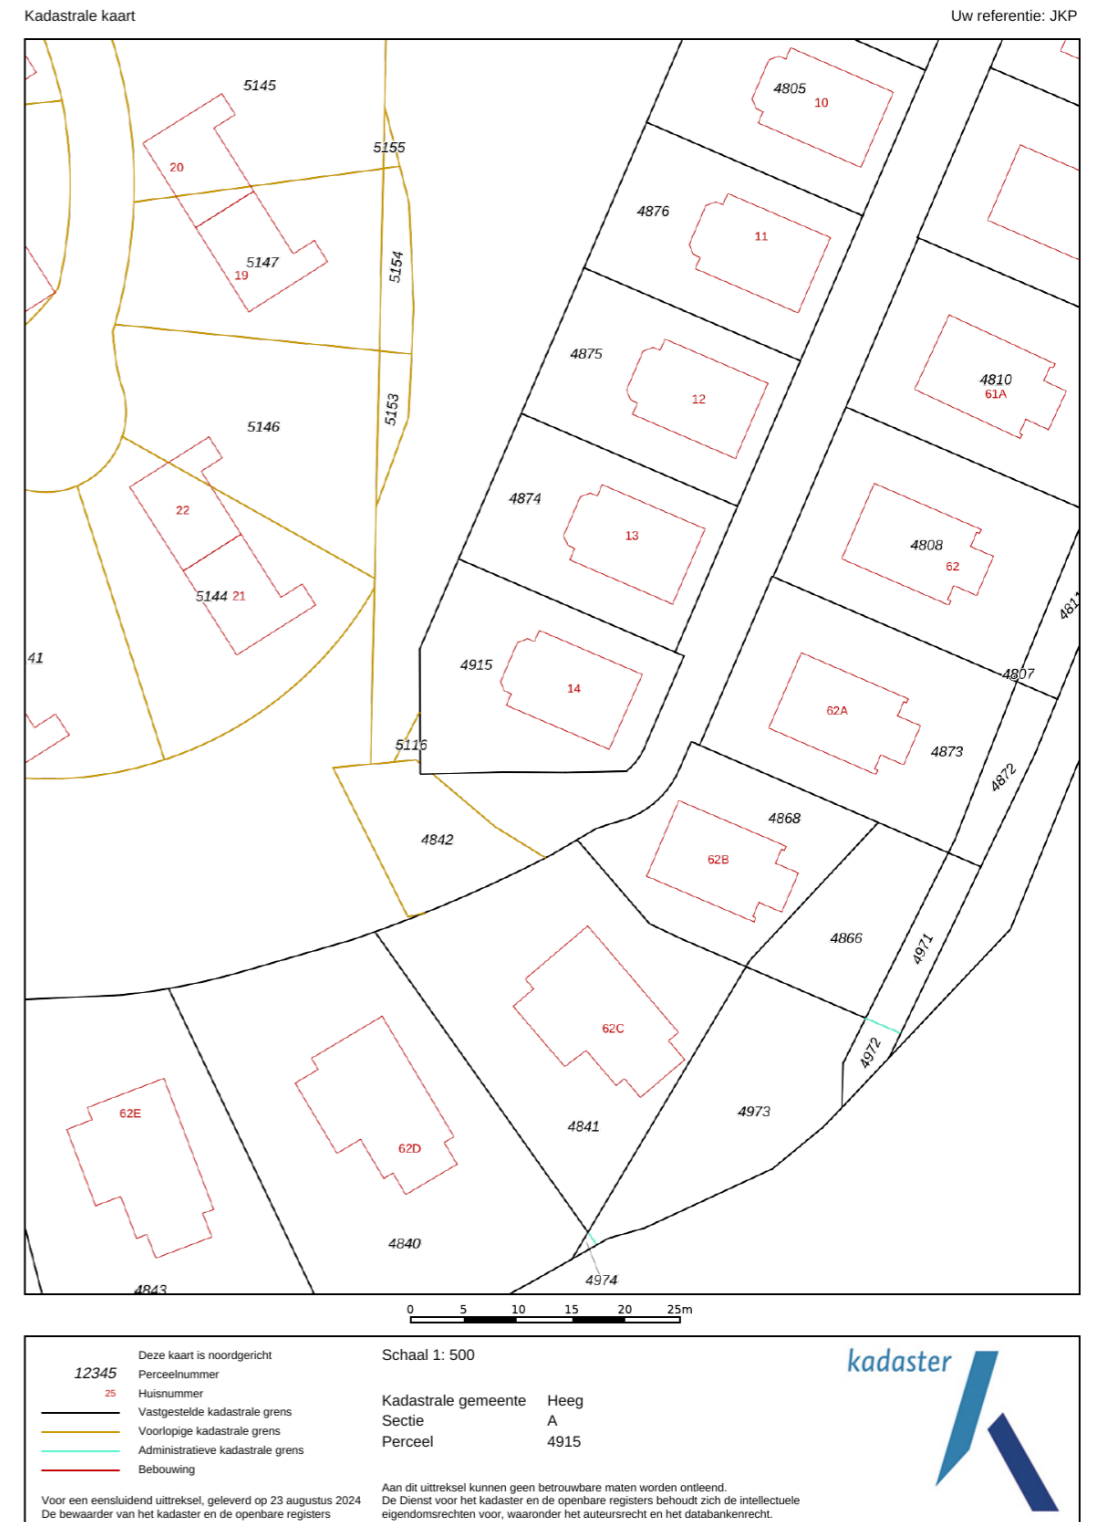 Kadastrale kaart
Uw referentie: JKP
5145
4805
10
5155
20
4876
11
5147
19
5154
4875
4810
61A
12
5153
5146
4874
13
22
4808
62
5144 21
4811
41
4915
14
4807
62A
5116
4873
4872
4868
4842
62B
4866
4971
62C
4972
62E
4973
4841
62D
4840
4974
4843
0 5 10 15 20 25m
Deze kaart is noordgericht
12345 Perceelnummer
25 Huisnummer
Vastgestelde kadastrale grens
Voorlopige kadastrale grens
Administratieve kadastrale grens
Bebouwing
Schaal 1: 500
Kadastrale gemeente Heeg
Sectie A
Perceel 4915
kadaster
Voor een eensluidend uittreksel, geleverd op 23 augustus 2024
De bewaarder van het kadaster en de openbare registers
Aan dit uittreksel kunnen geen betrouwbare maten worden ontleend.
De Dienst voor het kadaster en de openbare registers behoudt zich de intellectuele
eigendomsrechten voor, waaronder het auteursrecht en het databankenrecht.